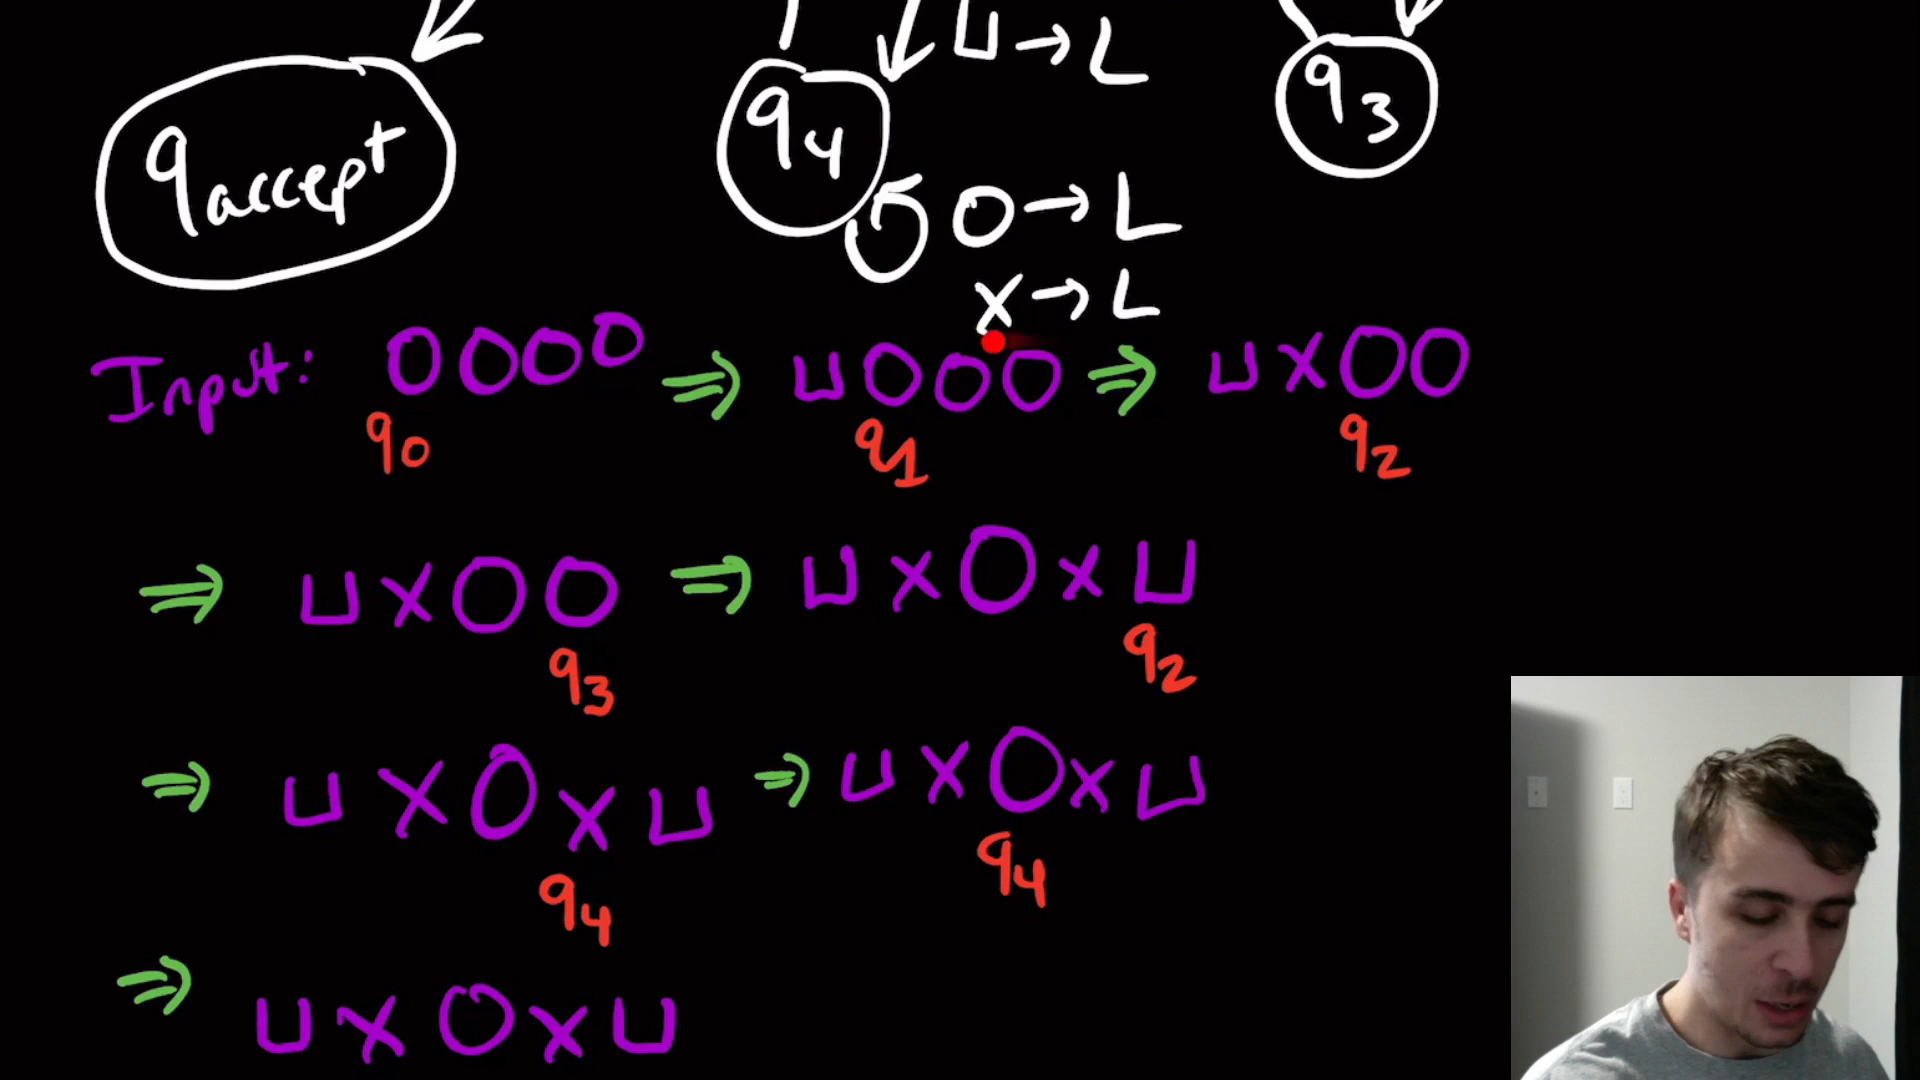 ⊔→L
q3
q4
qaccept
0→L
x→L
Input: 0000 ⇒ ⊔000 ⇒ ⊔x00
q0 q1 q2
⇒ ⊔x00 ⇒ ⊔x0x⊔
q3 q2
⇒ ⊔x0x⊔ ⇒ ⊔x0x⊔
q4 q4
⇒ ⊔x0x⊔